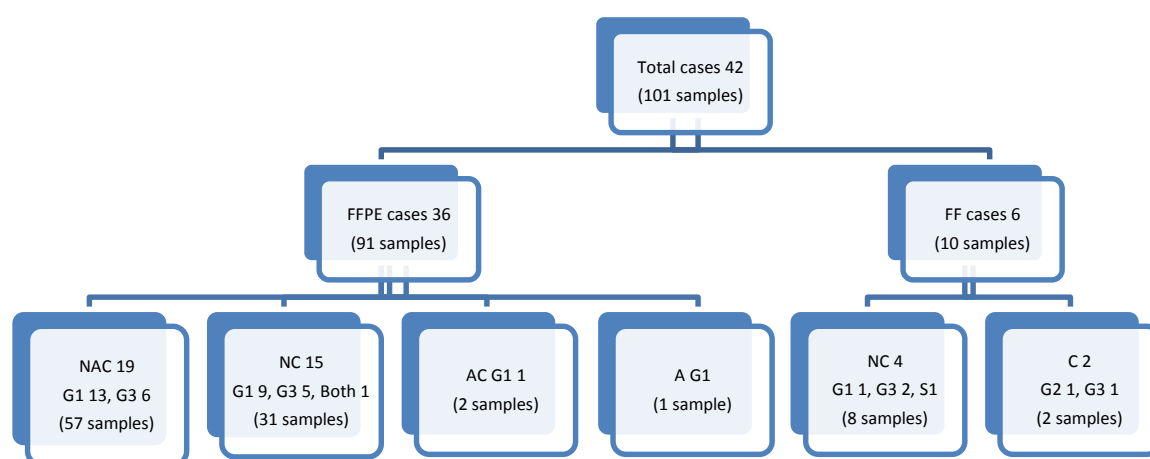 Total cases 42
(101 samples)
FFPE cases 36
(91 samples)
FF cases 6
(10 samples)
NAC 19
G1 13, G3 6
(57 samples)
NC 15
G1 9, G3 5, Both 1
(31 samples)
AC G1 1
(2 samples)
A G1
(1 sample)
NC 4
G1 1, G3 2, S1
(8 samples)
C 2
G2 1, G3 1
(2 samples)